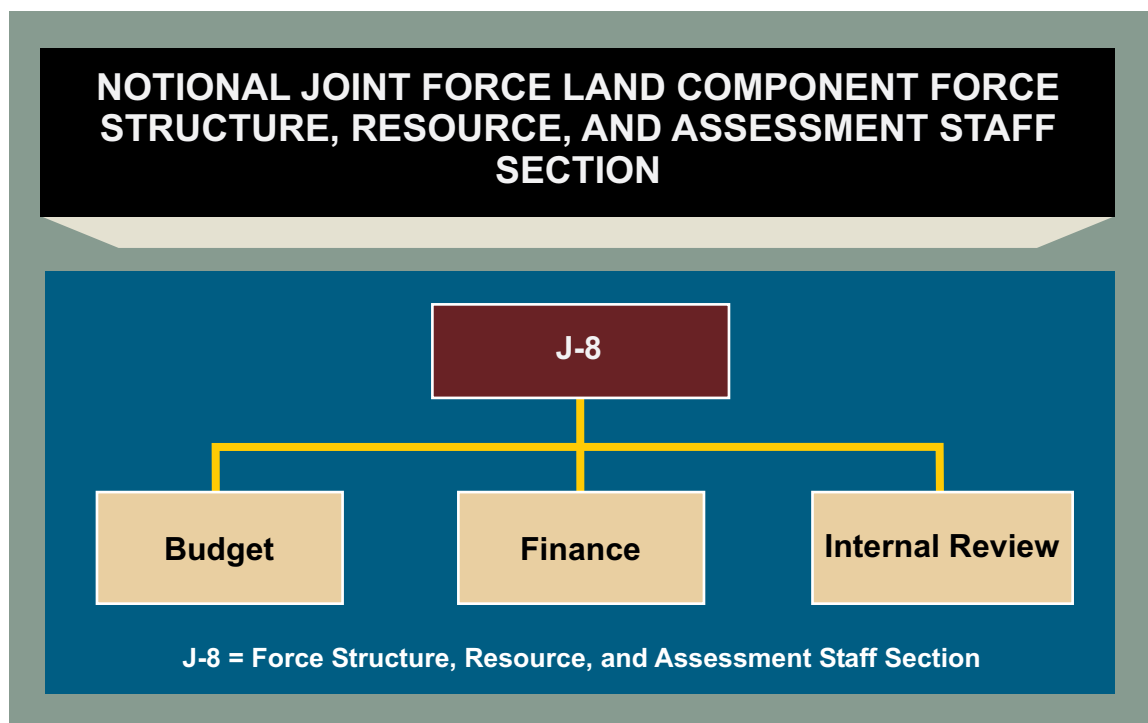 NOTIONAL JOINT FORCE LAND COMPONENT FORCE
STRUCTURE, RESOURCE, AND ASSESSMENT STAFF
SECTION
J-8
Budget
Finance
Internal Review
J-8 = Force Structure, Resource, and Assessment Staff Section